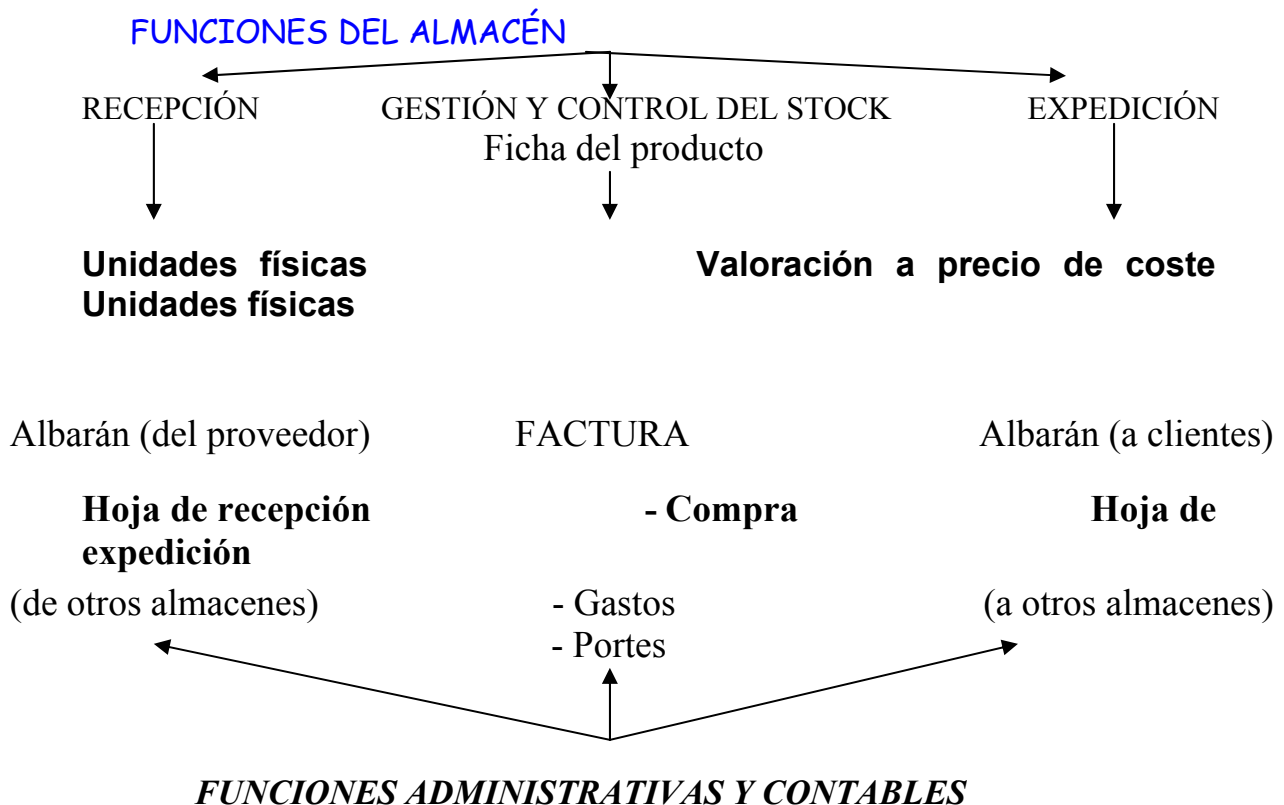 FUNCIONES DEL ALMACÉN
RECEPCIÓN GESTIÓN Y CONTROL DEL STOCK EXPEDICIÓN
Ficha del producto
Unidades físicas Valoración a precio de coste
Unidades físicas
Albarán (del proveedor) FACTURA Albarán (a clientes)
Hoja de recepción - Compra Hoja de
expedición
(de otros almacenes) - Gastos (a otros almacenes)
- Portes
FUNCIONES ADMINISTRATIVAS Y CONTABLES